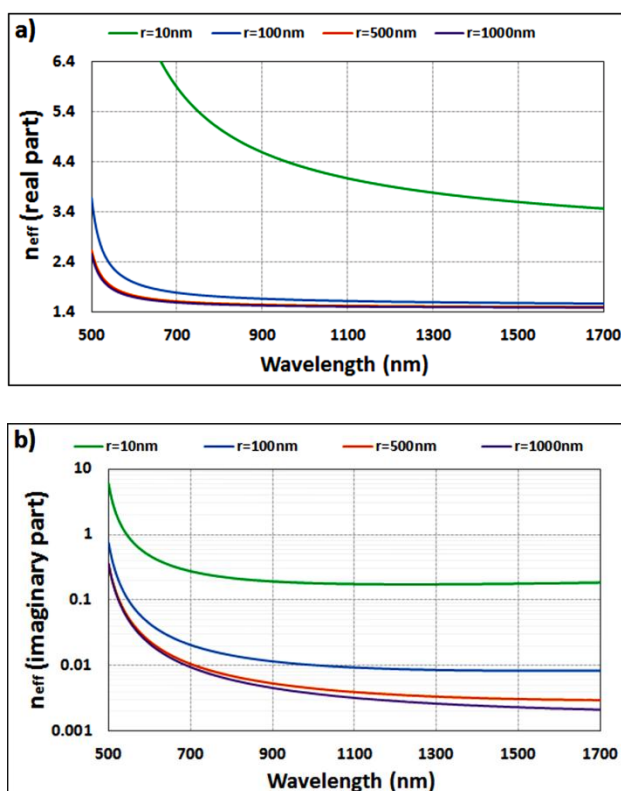 a)
r=10nm r=100nm r=500nm r=1000nm
neff (real part)
6.4
5.4
4.4
3.4
2.4
1.4
500 700 900 1100 1300 1500 1700
Wavelength (nm)
b)
r=10nm r=100nm r=500nm r=1000nm
neff (imaginary part)
10
1
0.1
0.01
0.001
500 700 900 1100 1300 1500 1700
Wavelength (nm)